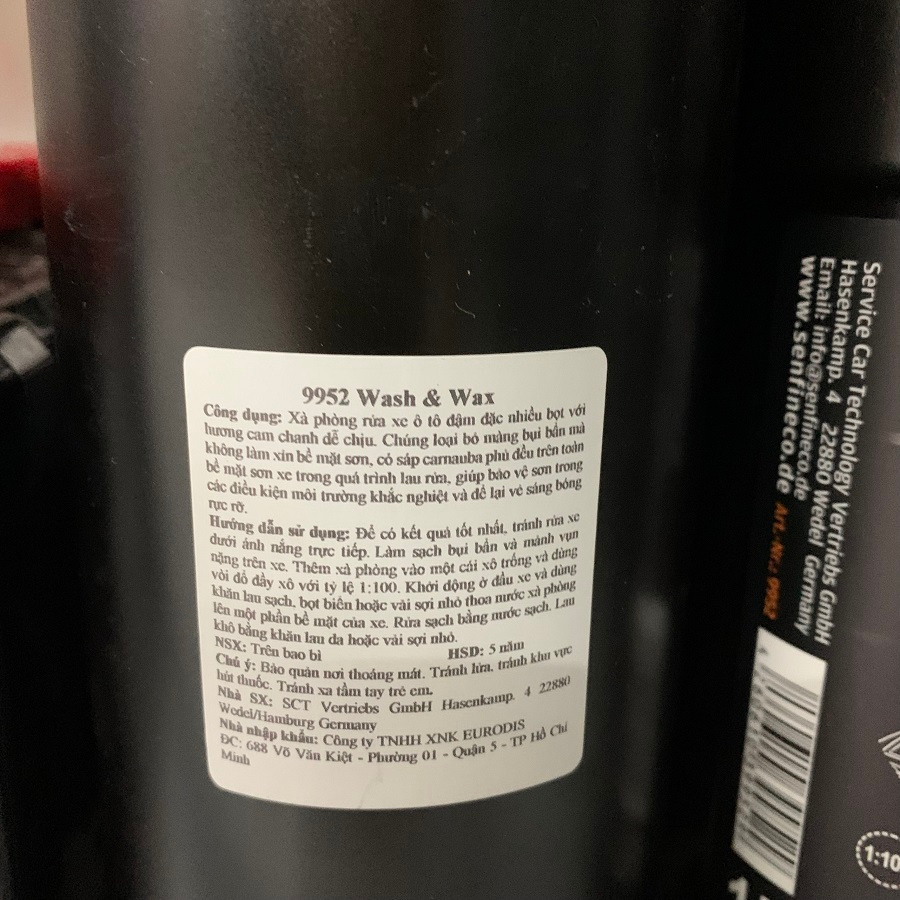 9952 Wash & Wax
Công dụng: Xà phòng rửa xe ô tô đậm đặc nhiều bọt với
hương cam chanh dễ chịu. Chúng loại bỏ màng bụi bẩn mà
không làm xỉn bề mặt sơn, có sáp carnauba phủ đều trên toàn
bề mặt sơn xe trong quá trình lau rửa, giúp bảo vệ sơn trong
các điều kiện môi trường khắc nghiệt và để lại vẻ sáng bóng
rực rỡ.
Hướng dẫn sử dụng: Để có kết quả tốt nhất, tránh rửa xe
dưới ánh nắng trực tiếp. Làm sạch bụi bẩn và mảnh vụn
nặng trên xe. Thêm xà phòng vào một cái xô trống và dùng
vòi đổ đầy xô với tỷ lệ 1:100. Khởi động ở đầu xe và dùng
khăn lau sạch, bọt biển hoặc vải sợi nhỏ thoa nước xà phòng
lên một phần bề mặt của xe. Rửa sạch bằng nước sạch. Lau
khô bằng khăn lau da hoặc vải sợi nhỏ.
NSX: Trên bao bì HSD: 5 năm
Chú ý: Bảo quản nơi thoáng mát. Tránh lửa, tránh khu vực
hút thuốc. Tránh xa tầm tay trẻ em.
Nhà SX: SCT Vertriebs GmbH Hasenkamp. 4 22880
Wedel/Hamburg Germany
Nhà nhập khẩu: Công ty TNHH XNK EURODIS
ĐC: 688 Võ Văn Kiệt - Phường 01 - Quận 5 - TP Hồ Chí
Minh
Service Car Technology Vertriebs GmbH
Hasenkamp. 4 22880 Wedel Germany
Email: info@senfineco.de
www.senfineco.de Art.-Nr.: 9952